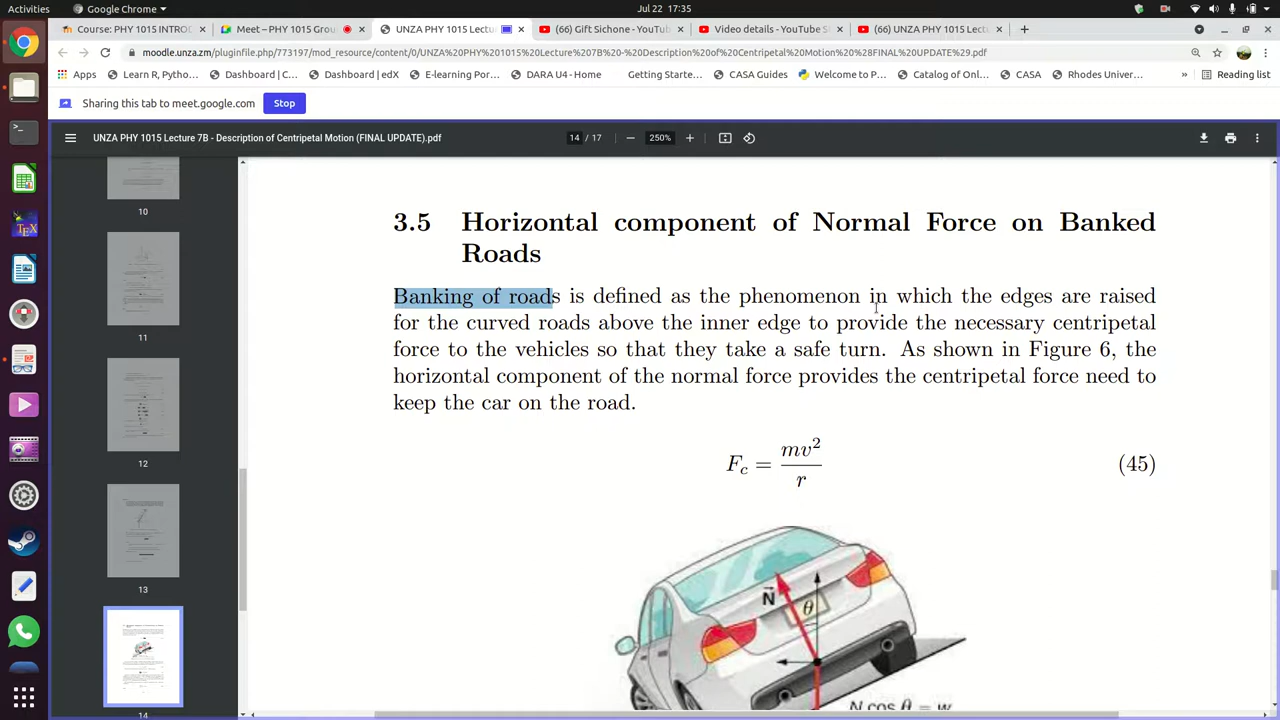 Activities
Google Chrome
Jul 22 17:35
Course: PHY 1015 INTROD
Meet – PHY 1015 Grou
UNZA PHY 1015 Lectu
(66) Gift Sichone - YouTub
Video details - YouTube S
(66) UNZA PHY 1015 Lec
moodle.unza.zm/pluginfile.php/773197/mod_resource/content/0/UNZA%20PHY%201015%20Lecture%207B%20-%20Description%20of%20Centripetal%20Motion%20%28FINAL%20UPDATE%29.pdf
Apps
Learn R, Pytho...
Dashboard | C...
Dashboard | edX
E-learning Por...
DARA U4 - Home
Getting Starte...
CASA Guides
Welcome to P...
Catalog of Onl...
CASA
Rhodes Univer...
»
Reading list
Sharing this tab to meet.google.com
Stop
UNZA PHY 1015 Lecture 7B - Description of Centripetal Motion (FINAL UPDATE).pdf
14 / 17
250%
10
11
12
13
14
3.5 Horizontal component of Normal Force on Banked
Roads
Banking of roads is defined as the phenomenon in which the edges are raised
for the curved roads above the inner edge to provide the necessary centripetal
force to the vehicles so that they take a safe turn. As shown in Figure 6, the
horizontal component of the normal force provides the centripetal force need to
keep the car on the road.
F_c = mv²/r (45)
N⃗
θ
N cos θ = w